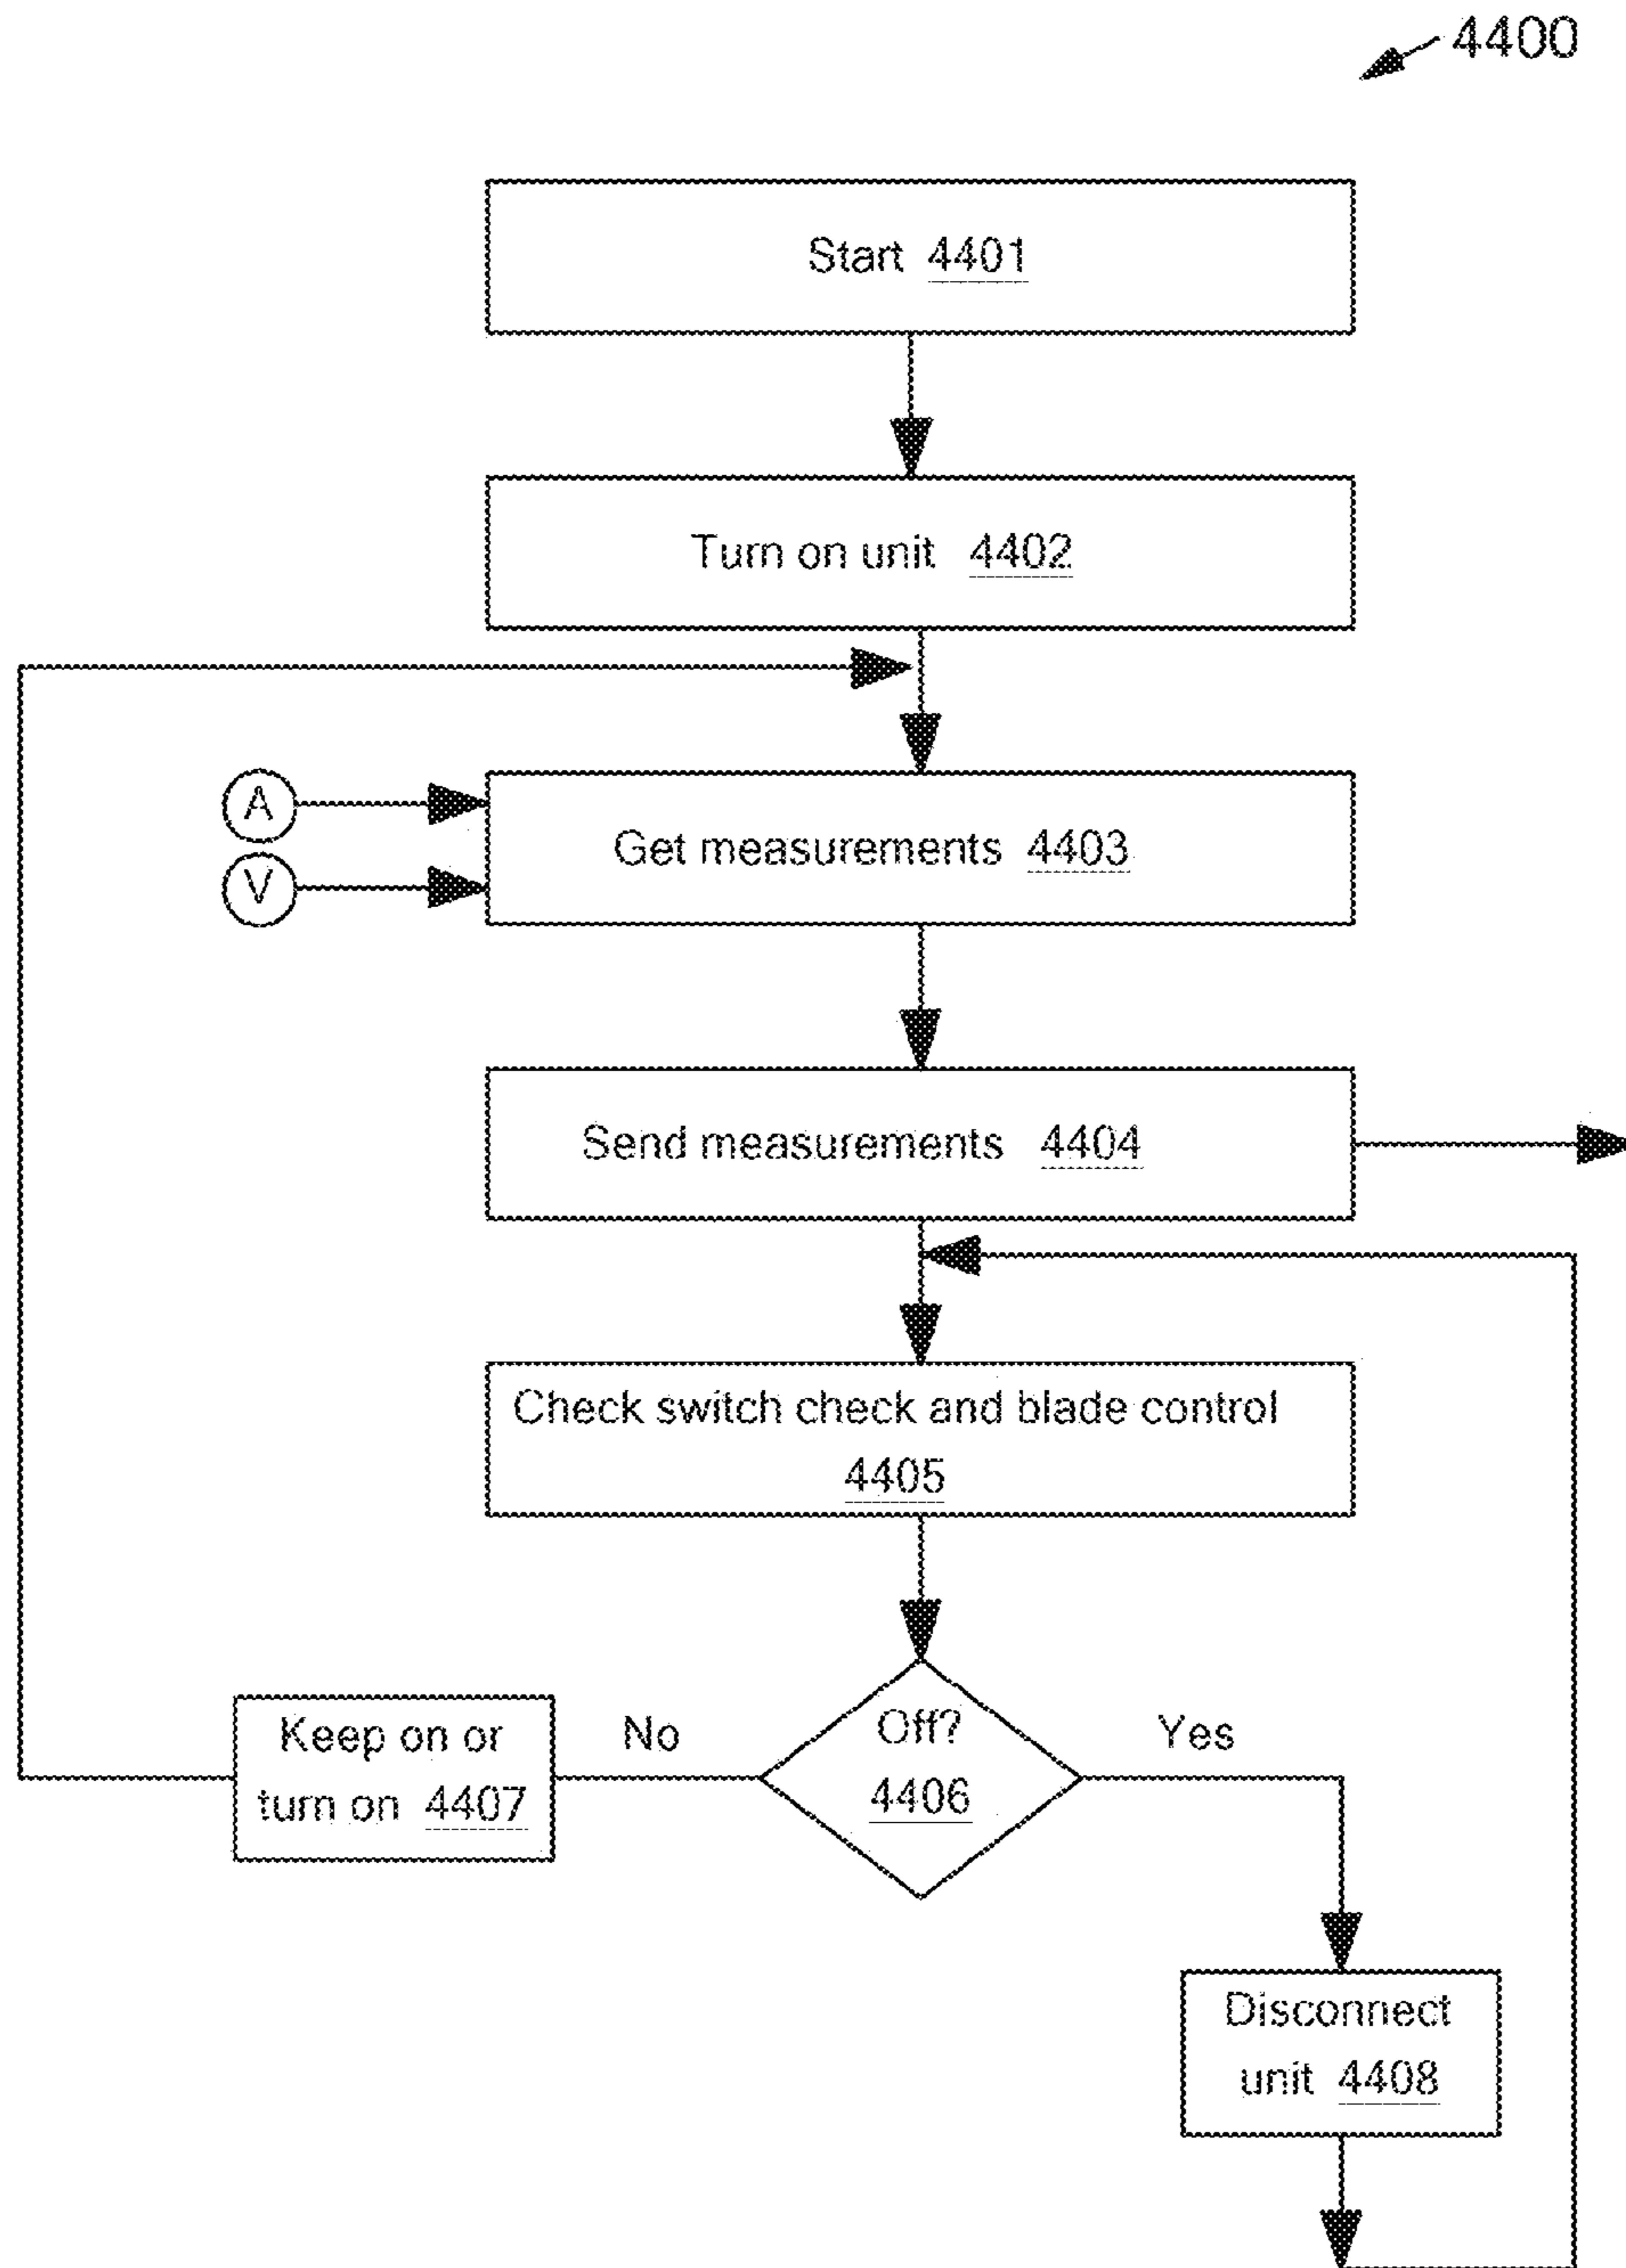 4400
Start 4401
Turn on unit 4402
A
V
Get measurements 4403
Send measurements 4404
Check switch check and blade control
4405
Off?
4406
No
Yes
Keep on or
turn on 4407
Disconnect
unit 4408